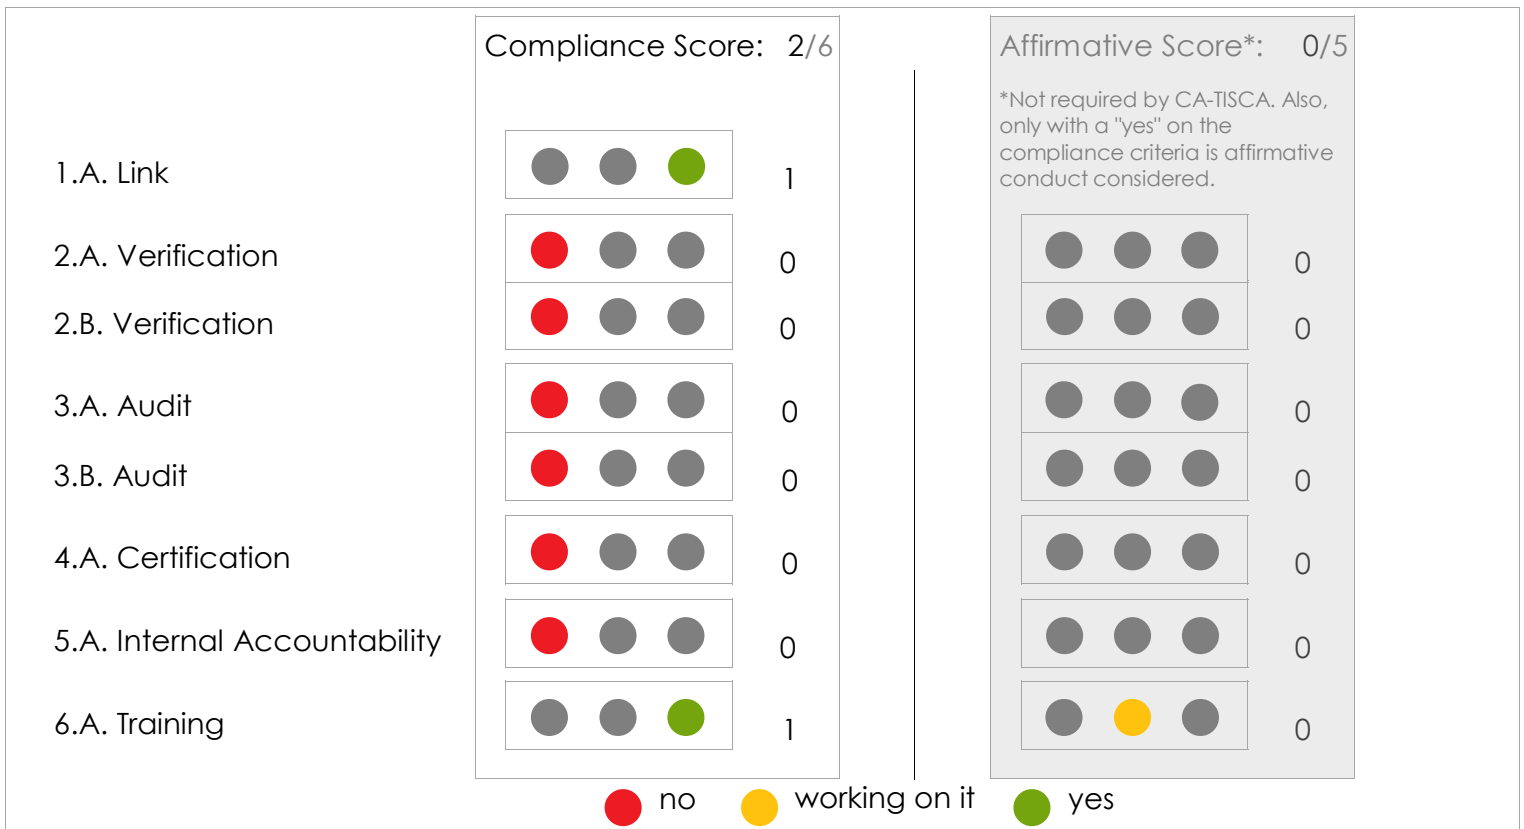 Compliance Score: 2/6
Affirmative Score*: 0/5
*Not required by CA-TISCA. Also,
only with a "yes" on the
compliance criteria is affirmative
conduct considered.
1.A. Link 1
2.A. Verification 0 0
2.B. Verification 0 0
3.A. Audit 0 0
3.B. Audit 0 0
4.A. Certification 0 0
5.A. Internal Accountability 0 0
6.A. Training 1 0
no working on it yes